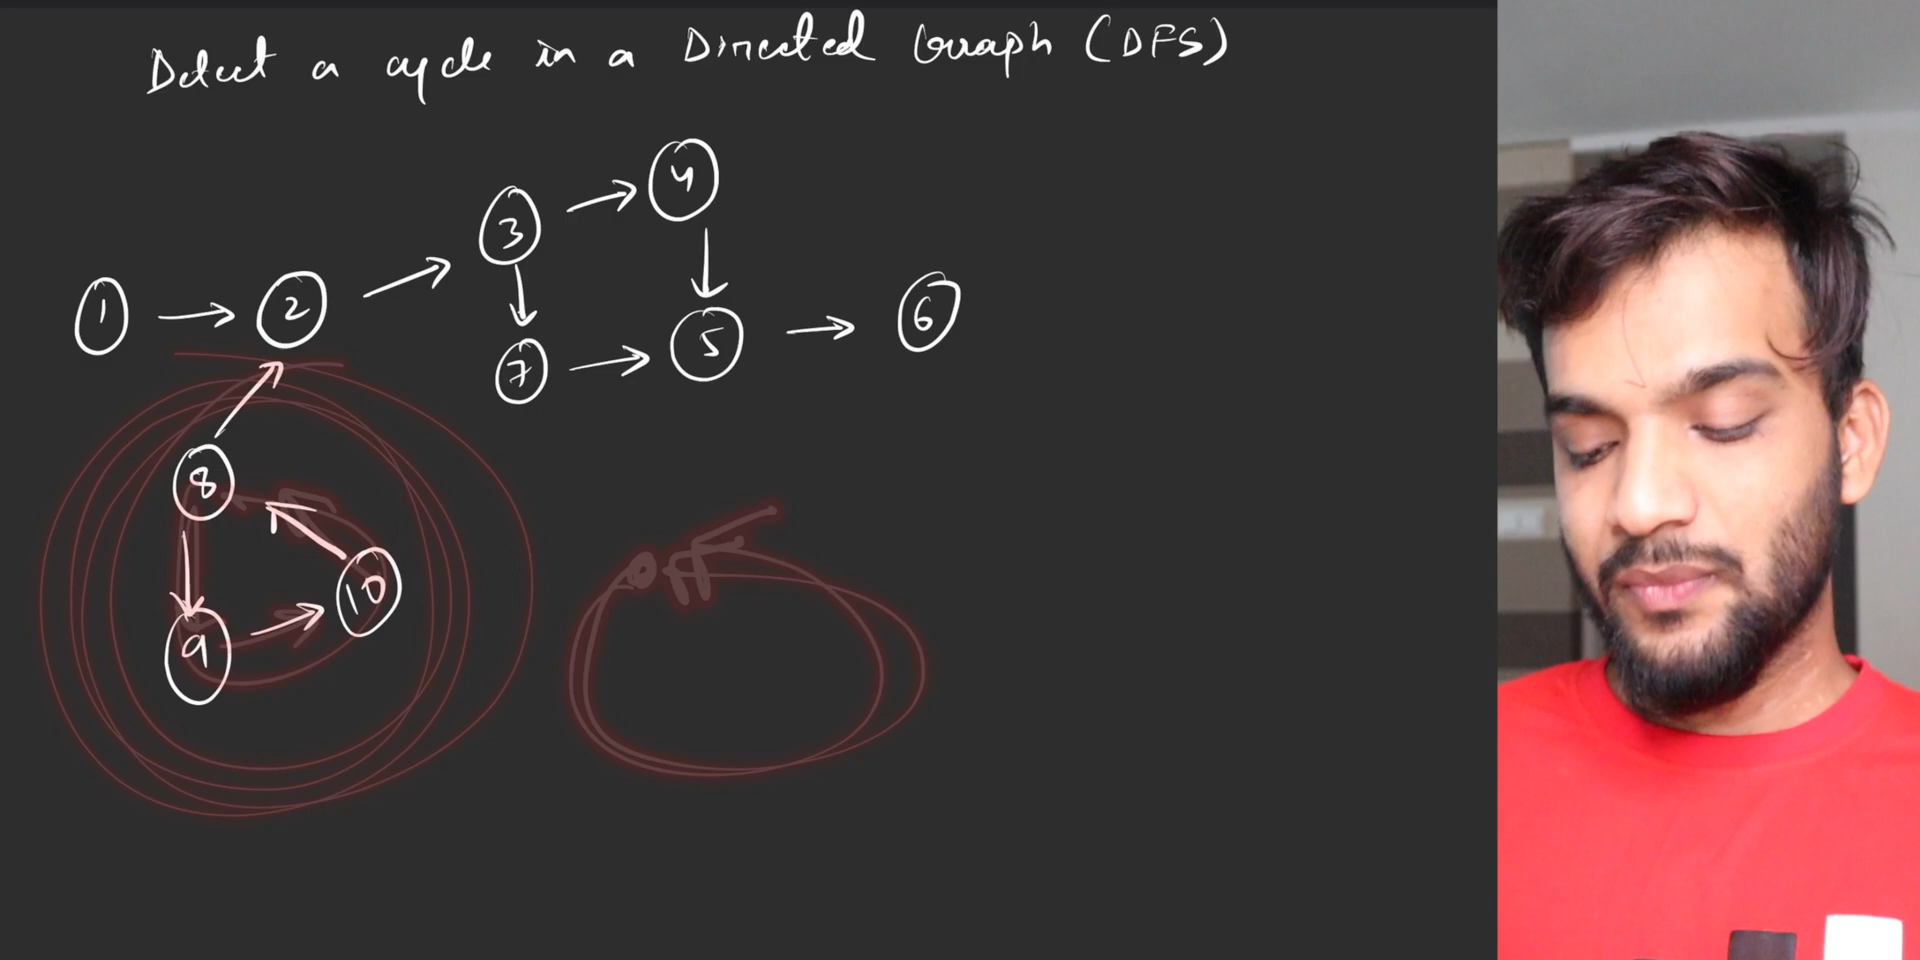 Detect a cycle in a Directed Graph (DFS)
3 → 4
1 → 2 →
7 → 5 → 6
8
9 → 10